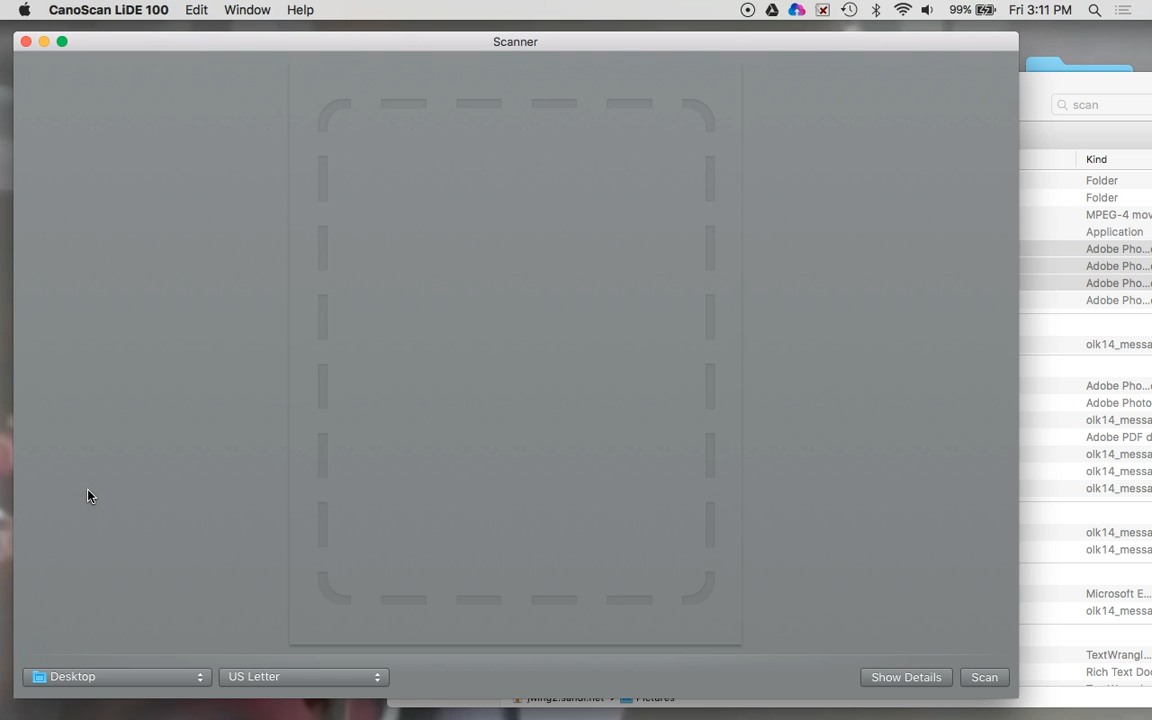 CanoScan LiDE 100 Edit Window Help 99% Fri 3:11 PM
Scanner
scan
Kind
Folder
Folder
MPEG-4 mov
Application
Adobe Pho...
Adobe Pho...
Adobe Pho...
Adobe Pho...
olk14_messa
Adobe Pho...
Adobe Photo
olk14_messa
Adobe PDF d
olk14_messa
olk14_messa
olk14_messa
olk14_messa
olk14_messa
Microsoft E...
olk14_messa
TextWrangl...
Rich Text Do
Desktop US Letter Show Details Scan
Pictures